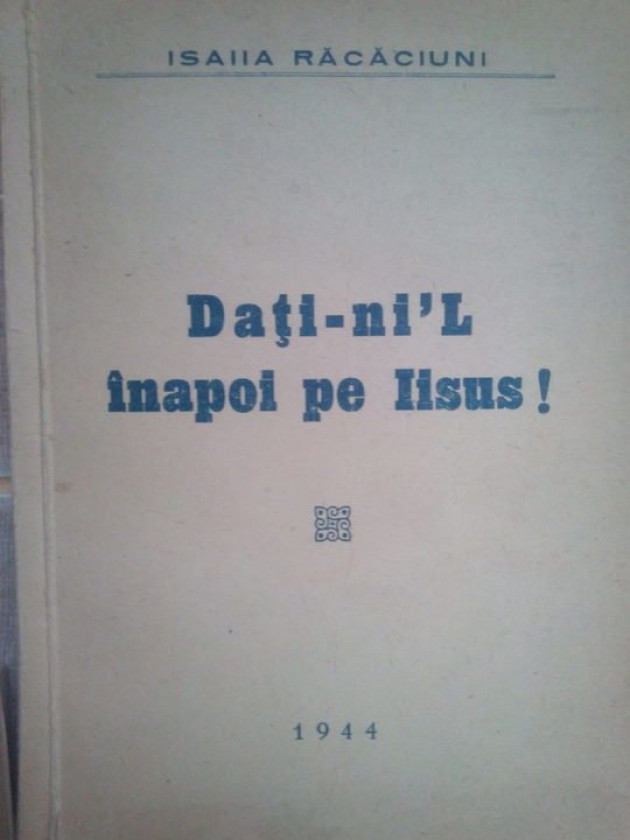 ISAIIA RĂCĂCIUNI
Daţi-ni'L
înapoi pe Iisus!
1944